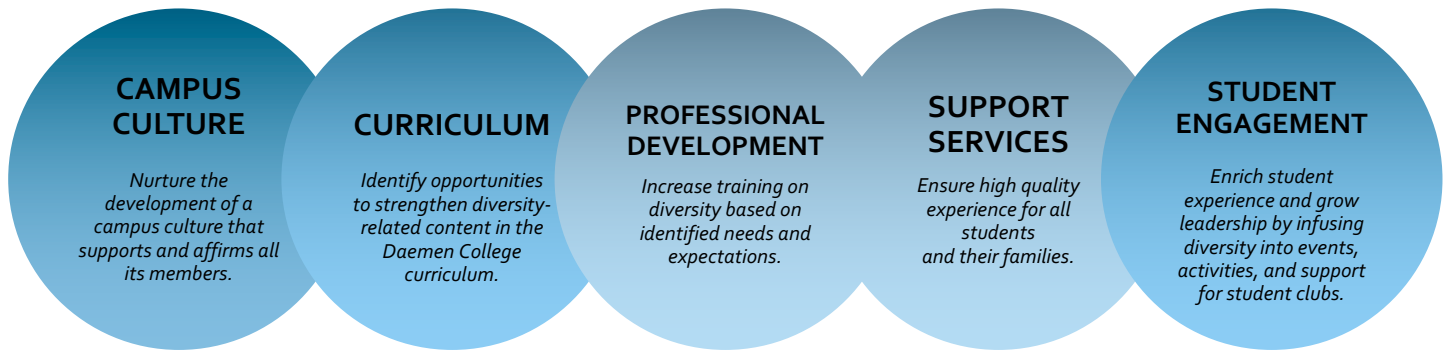 CAMPUS
CULTURE
Nurture the
development of a
campus culture that
supports and affirms all
its members.
CURRICULUM
Identify opportunities
to strengthen diversity-
related content in the
Daemen College
curriculum.
PROFESSIONAL
DEVELOPMENT
Increase training on
diversity based on
identified needs and
expectations.
SUPPORT
SERVICES
Ensure high quality
experience for all
students
and their families.
STUDENT
ENGAGEMENT
Enrich student
experience and grow
leadership by infusing
diversity into events,
activities, and support
for student clubs.